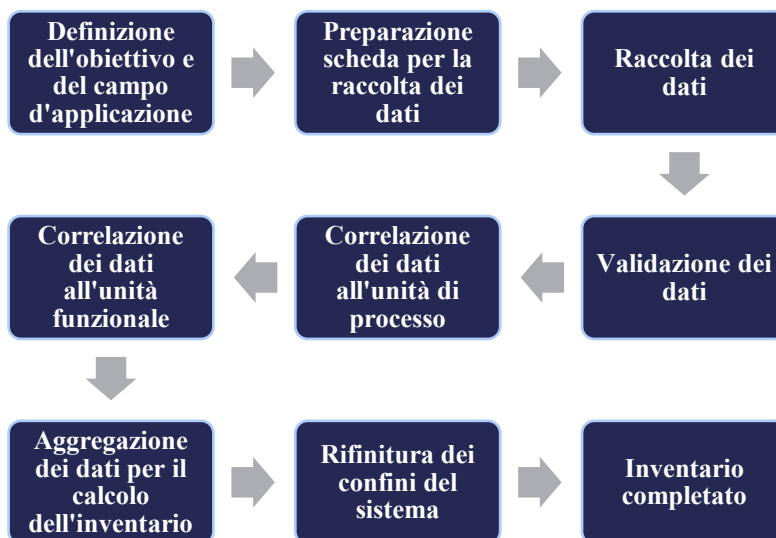 Definizione
dell'obiettivo e
del campo
d'applicazione
Preparazione
scheda per la
raccolta dei
dati
Raccolta dei
dati
Validazione dei
dati
Correlazione
dei dati
all'unità di
processo
Correlazione
dei dati
all'unità
funzionale
Aggregazione
dei dati per il
calcolo
dell'inventario
Rifinitura dei
confini del
sistema
Inventario
completato